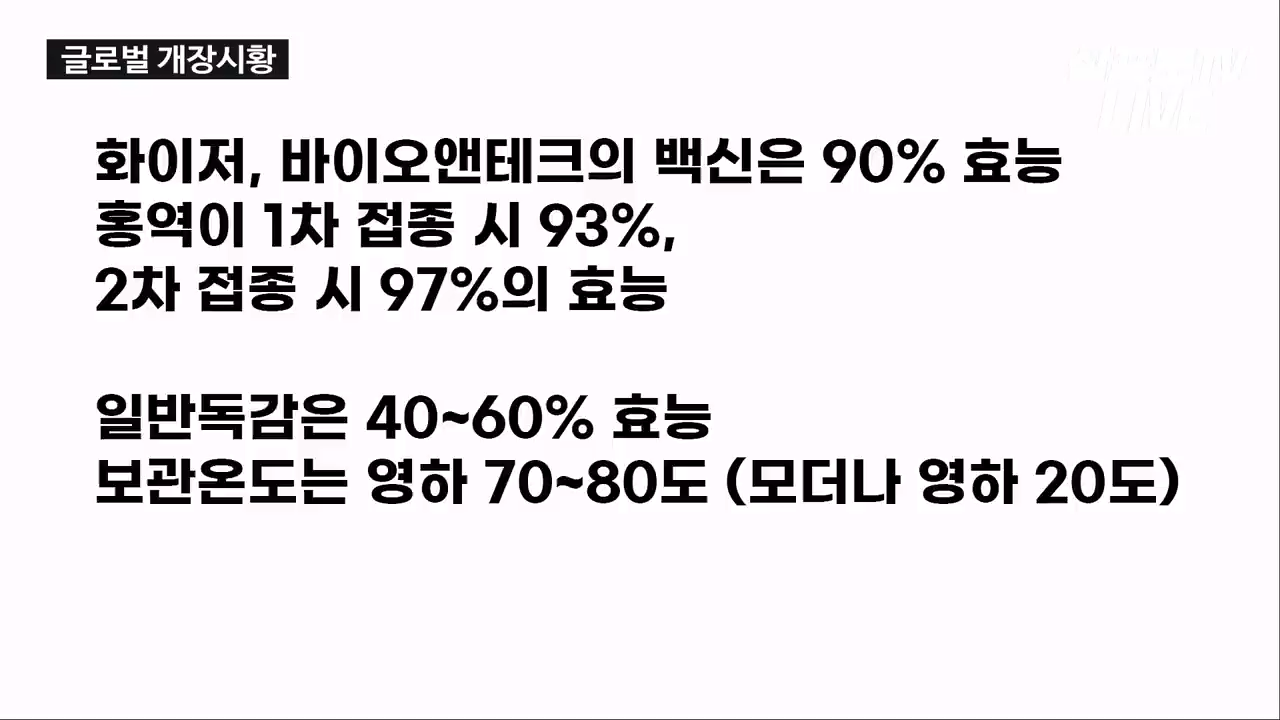 글로벌 개장시황
화이저, 바이오앤테크의 백신은 90% 효능
홍역이 1차 접종 시 93%,
2차 접종 시 97%의 효능
일반독감은 40~60% 효능
보관온도는 영하 70~80도 (모더나 영하 20도)
LIVE